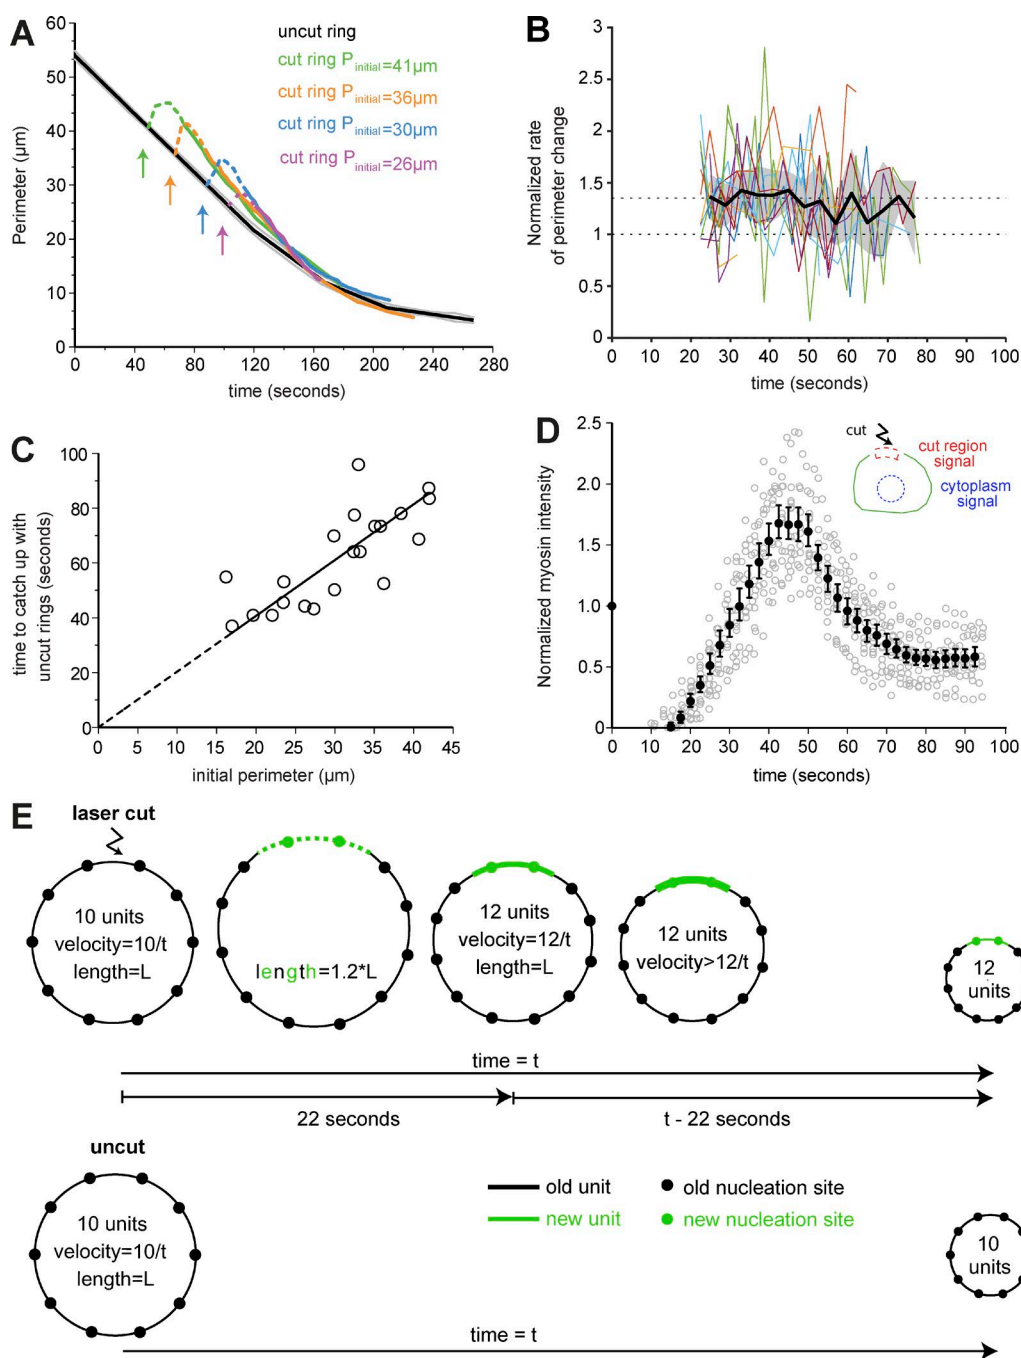 A
60
50
40
30
20
10
0
Perimeter (µm)
0
40
80
120
160
200
240
280
time (seconds)
uncut ring
cut ring P initial=41µm
cut ring P initial=36µm
cut ring P initial=30µm
cut ring P initial=26µm
B
3
2.5
2
1.5
1
0.5
0
Normalized rate
of perimeter change
0
10
20
30
40
50
60
70
80
90
100
time (seconds)
C
100
80
60
40
20
0
time to catch up with
uncut rings (seconds)
0
5
10
15
20
25
30
35
40
45
initial perimeter (µm)
D
2.5
2.0
1.5
1.0
0.5
0
Normalized myosin intensity
0
10
20
30
40
50
60
70
80
90
100
time (seconds)
cut
cut region
signal
cytoplasm
signal
E
laser cut
10 units
velocity=10/t
length=L
length=1.2*L
12 units
velocity=12/t
length=L
12 units
velocity>12/t
12
units
time = t
22 seconds
t - 22 seconds
uncut
10 units
velocity=10/t
length=L
old unit
old nucleation site
new unit
new nucleation site
10
units
time = t